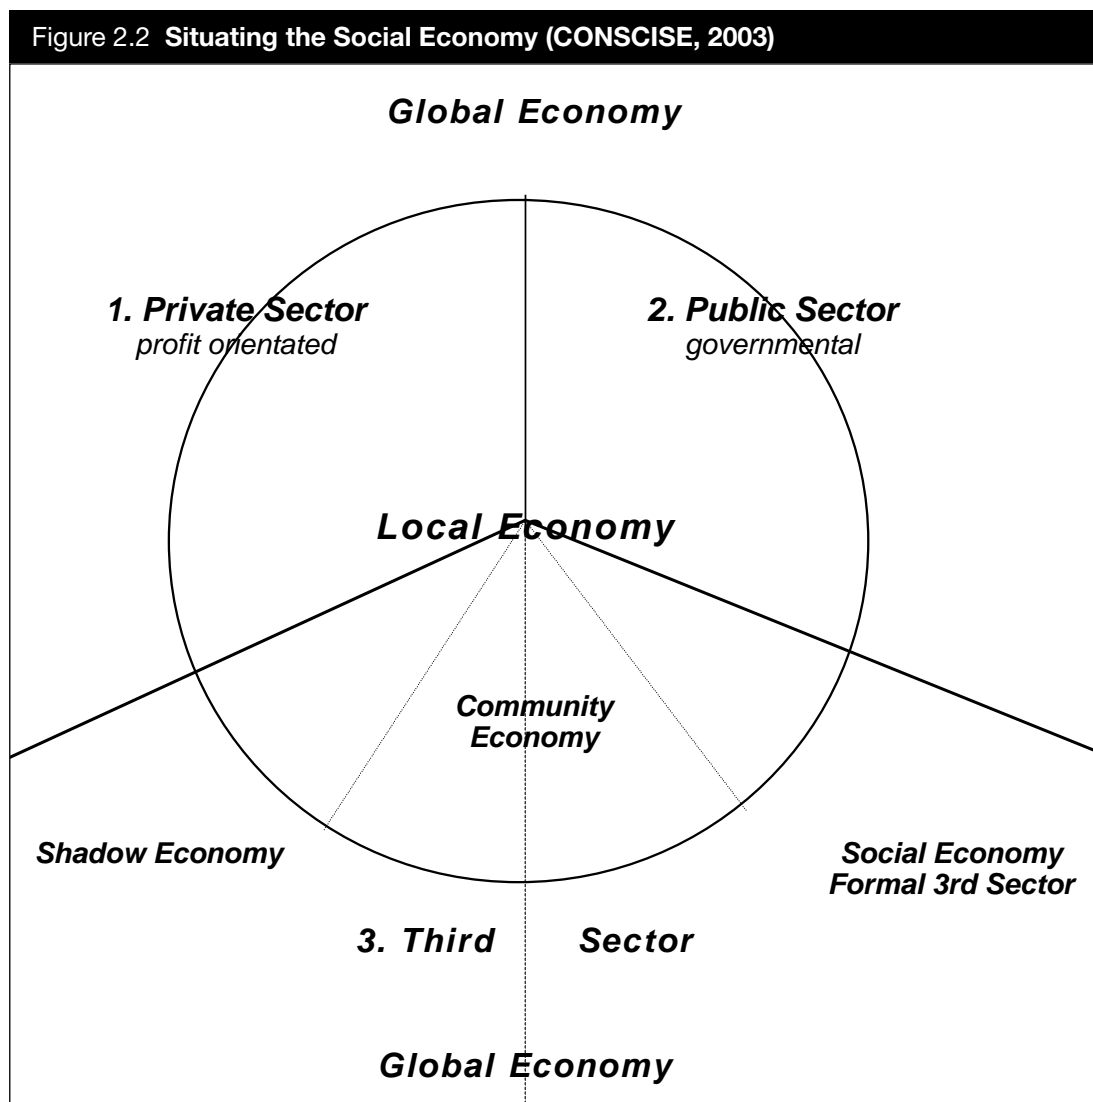 Figure 2.2 Situating the Social Economy (CONSCISE, 2003)
Global Economy
1. Private Sector
profit orientated
2. Public Sector
governmental
Local Economy
Community
Economy
Shadow Economy
Social Economy
Formal 3rd Sector
3. Third Sector
Global Economy